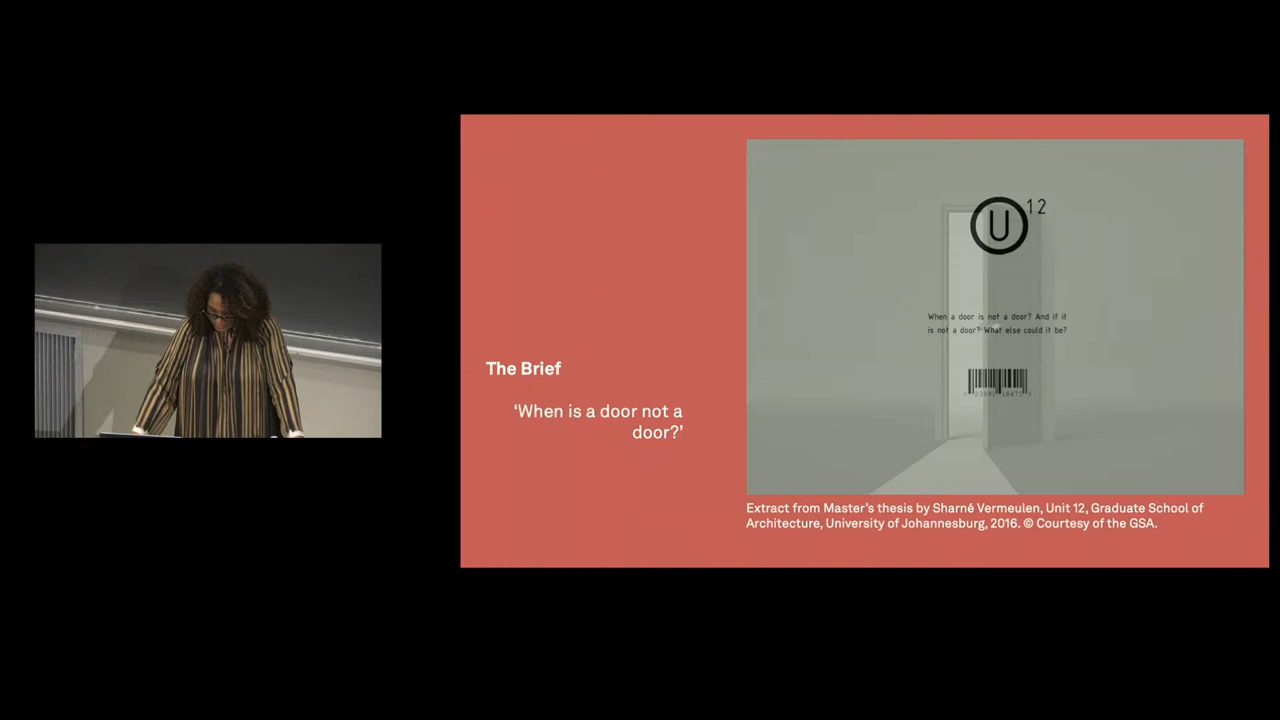 The Brief
‘When is a door not a
door?’
U 12
When a door is not a door? And if it
is not a door? What else could it be?
Extract from Master’s thesis by Sharné Vermeulen, Unit 12, Graduate School of
Architecture, University of Johannesburg, 2016. © Courtesy of the GSA.